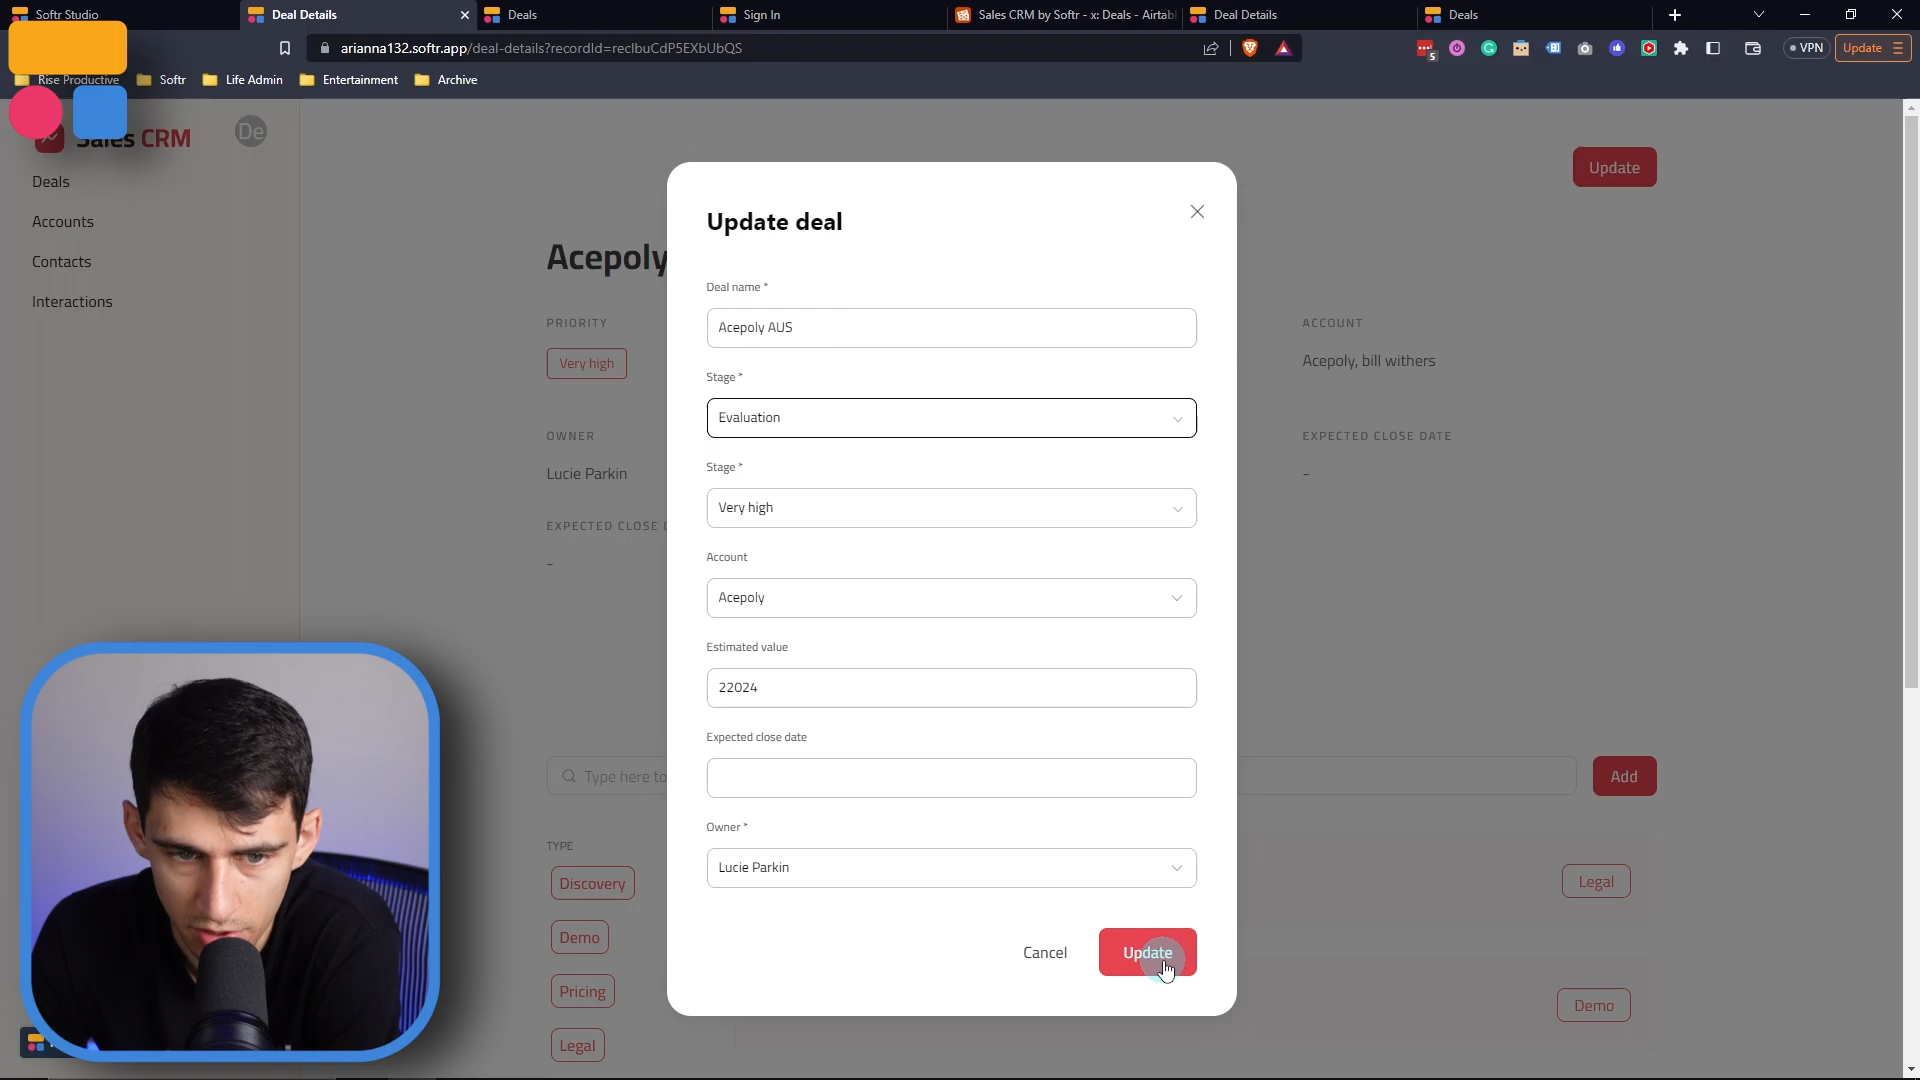 Softr Studio
Deal Details
Deals
Sign In
Sales CRM by Softr - x: Deals - Airtabl
Deal Details
Deals
arianna132.softr.app/deal-details?recordId=recIbuCdP5EXbUbQS
5
VPN
Update
Rise Productive
Softr
Life Admin
Entertainment
Archive
Sales CRM
De
Deals
Accounts
Contacts
Interactions
Update
Acepoly
PRIORITY
Very high
OWNER
Lucie Parkin
EXPECTED CLOSE D
-
ACCOUNT
Acepoly, bill withers
EXPECTED CLOSE DATE
-
Update deal
Deal name *
Acepoly AUS
Stage *
Evaluation
Stage *
Very high
Account
Acepoly
Estimated value
22024
Expected close date
Owner *
Lucie Parkin
Cancel
Update
Type here to
Add
TYPE
Discovery
Demo
Pricing
Legal
Legal
Demo